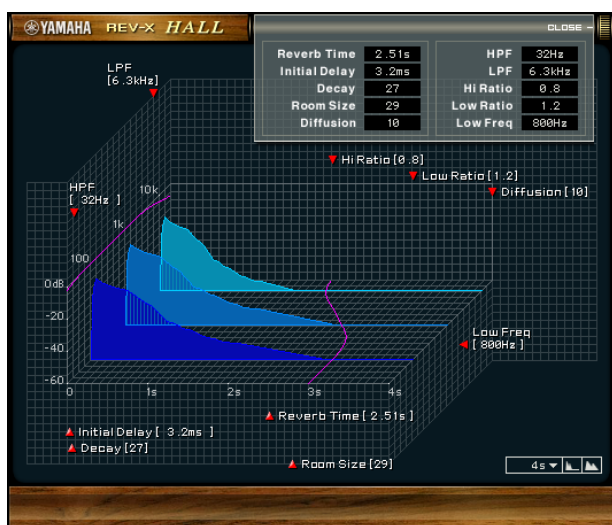 YAMAHA REV-X HALL
CLOSE -
Reverb Time 2.51s HPF 32Hz
Initial Delay 3.2ms LPF 6.3kHz
Decay 27 Hi Ratio 0.8
Room Size 29 Low Ratio 1.2
Diffusion 10 Low Freq 800Hz
LPF
[6.3kHz]
Hi Ratio [0.8]
Low Ratio [1.2]
Diffusion [10]
HPF
[ 32Hz ]
10k
1k
100
0dB
-20
-40
-60
0 1s 2s 3s 4s
Low Freq
[ 800Hz ]
Reverb Time [ 2.51s ]
Initial Delay [ 3.2ms ]
Decay [27]
Room Size [29]
4s